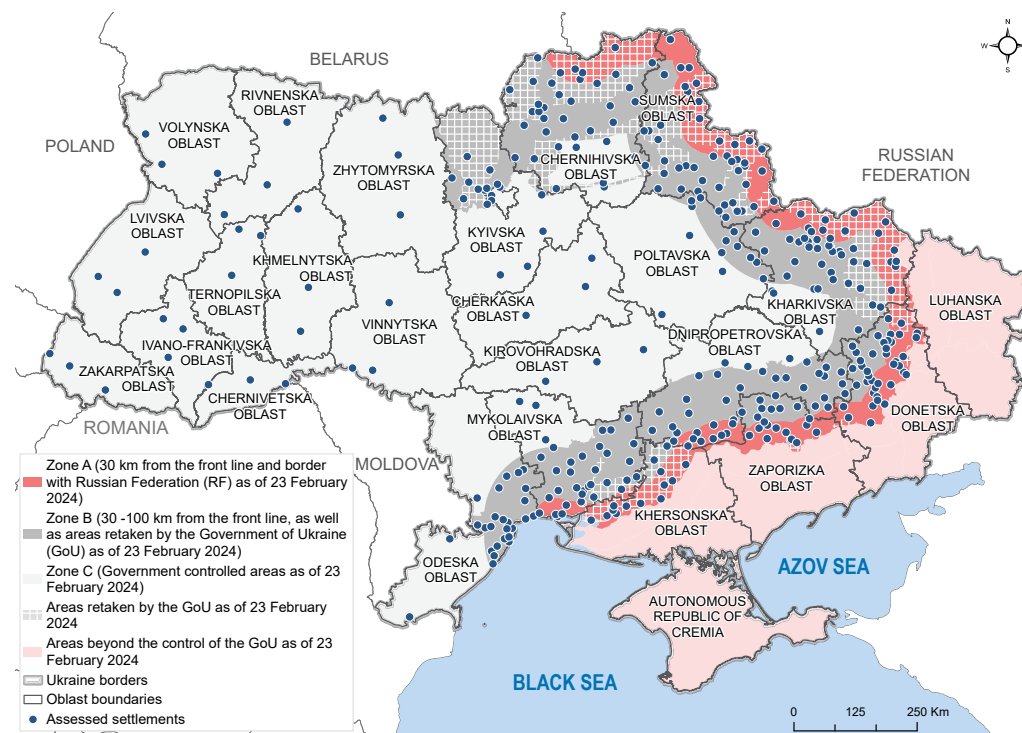 N
W
E
S
BELARUS
RIVNENSKA
OBLAST
VOLYNSKA
OBLAST
SUMSKA
OBLAST
POLAND
ZHYTOMYRSKA
OBLAST
CHERNIHIVSKA
OBLAST
RUSSIAN
FEDERATION
LVIVSKA
OBLAST
KYIVSKA
OBLAST
KHMELNYTSKA
OBLAST
POLTAVSKA
OBLAST
TERNOPILSKA
OBLAST
CHERKASKA
OBLAST
KHARKIVSKA
OBLAST
LUHANSKA
OBLAST
VINNYTSKA
OBLAST
DNIPROPETROVSKA
OBLAST
IVANO-FRANKIVSKA
OBLAST
KIROVOHRADSKA
OBLAST
ZAKARPATSKA
OBLAST
CHERNIVETSKA
OBLAST
DONETSKA
OBLAST
ROMANIA
MYKOLAIVSKA
OBLAST
MOLDOVA
ZAPORIZKA
OBLAST
KHERSONSKA
OBLAST
ODESKA
OBLAST
AZOV SEA
AUTONOMOUS
REPUBLIC OF
CREMIA
BLACK SEA
Zone A (30 km from the front line and border
with Russian Federation (RF) as of 23 February
2024)
Zone B (30 -100 km from the front line, as well
as areas retaken by the Government of Ukraine
(GoU) as of 23 February 2024)
Zone C (Government controlled areas as of 23
February 2024)
Areas retaken by the GoU as of 23 February
2024
Areas beyond the control of the GoU as of 23
February 2024
Ukraine borders
Oblast boundaries
Assessed settlements
0 125 250 Km